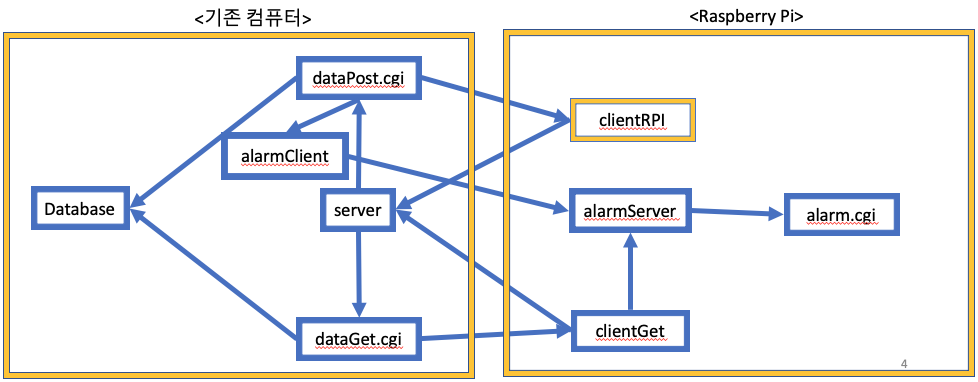 <기존 컴퓨터>
<Raspberry Pi>
dataPost.cgi
clientRPI
alarmClient
Database
server
alarmServer
alarm.cgi
dataGet.cgi
clientGet
4